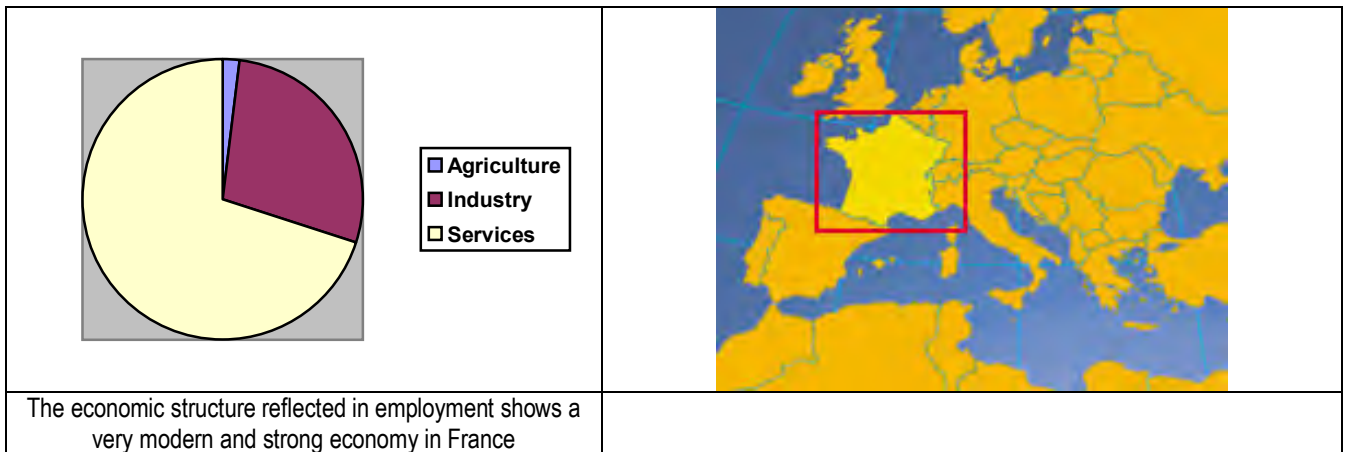 Agriculture
Industry
Services
The economic structure reflected in employment shows a
very modern and strong economy in France